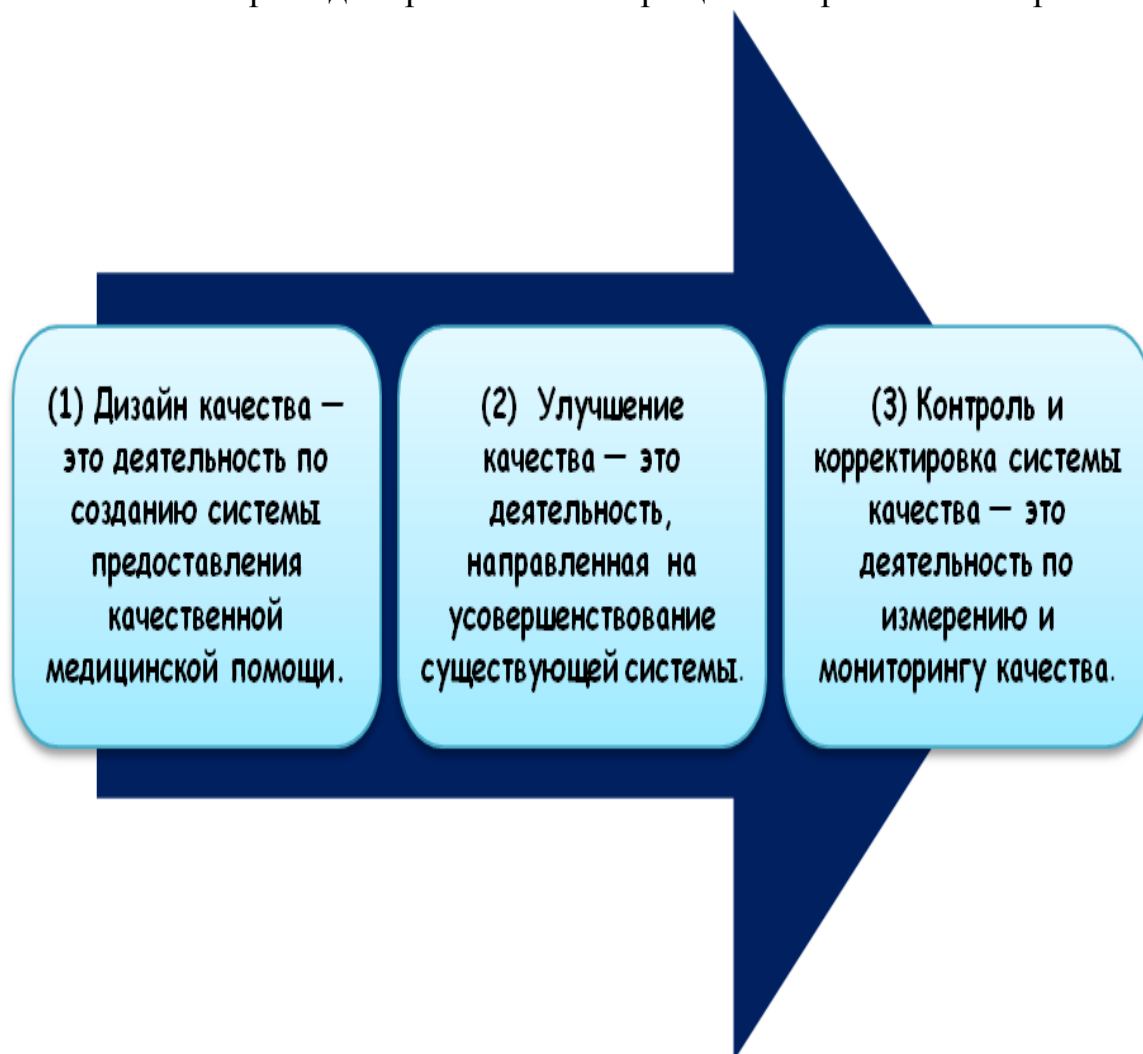 (1) Дизайн качества —
это деятельность по
созданию системы
предоставления
качественной
медицинской помощи.
(2) Улучшение
качества — это
деятельность,
направленная на
усовершенствование
существующей системы.
(3) Контроль и
корректировка системы
качества — это
деятельность по
измерению и
мониторингу качества.